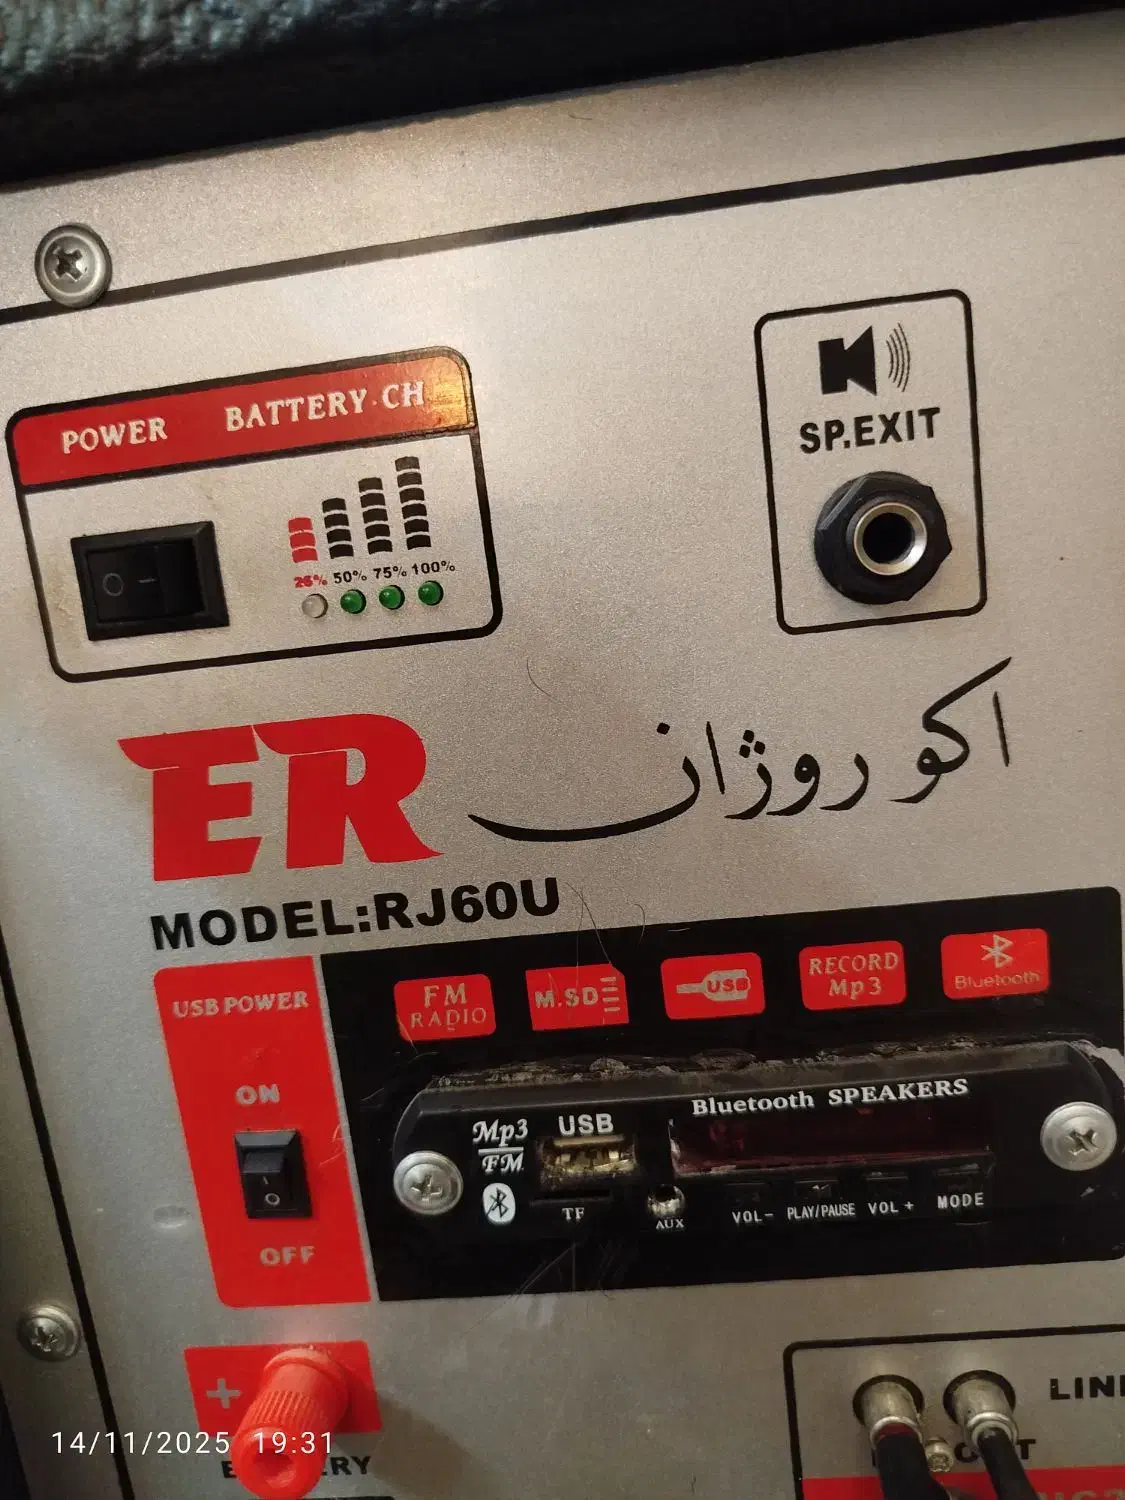 POWER BATTERY.CH
25% 50% 75% 100%
SP.EXIT
ER
اکو روژان
MODEL:RJ60U
USB POWER
ON
OFF
FM RADIO
M.SD
USB
RECORD Mp3
Bluetooth
Bluetooth SPEAKERS
Mp3
FM
USB
TF
AUX
VOL-
PLAY/PAUSE
VOL+
MODE
+
14/11/2025 19:31